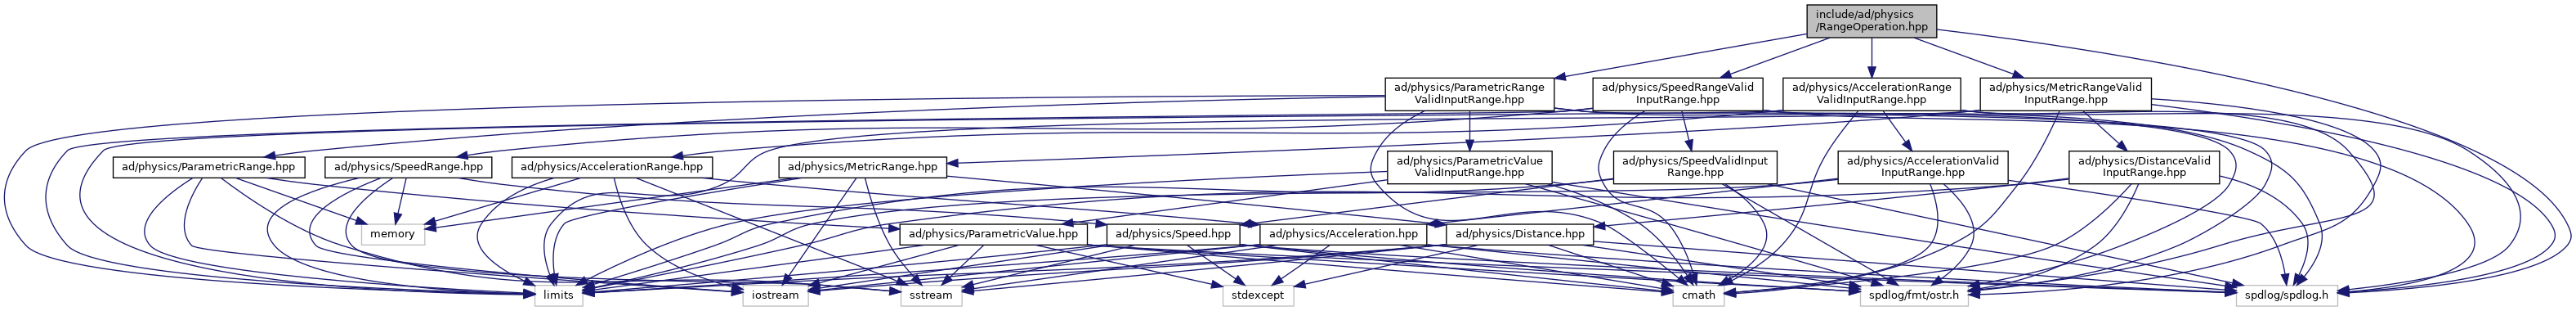 include/ad/physics
/RangeOperation.hpp
ad/physics/ParametricRange
ValidInputRange.hpp
ad/physics/SpeedRangeValid
InputRange.hpp
ad/physics/AccelerationRange
ValidInputRange.hpp
ad/physics/MetricRangeValid
InputRange.hpp
ad/physics/ParametricRange.hpp
ad/physics/SpeedRange.hpp
ad/physics/AccelerationRange.hpp
ad/physics/MetricRange.hpp
ad/physics/ParametricValue
ValidInputRange.hpp
ad/physics/SpeedValidInput
Range.hpp
ad/physics/AccelerationValid
InputRange.hpp
ad/physics/DistanceValid
InputRange.hpp
memory
ad/physics/ParametricValue.hpp
ad/physics/Speed.hpp
ad/physics/Acceleration.hpp
ad/physics/Distance.hpp
limits
iostream
sstream
stdexcept
cmath
spdlog/fmt/ostr.h
spdlog/spdlog.h